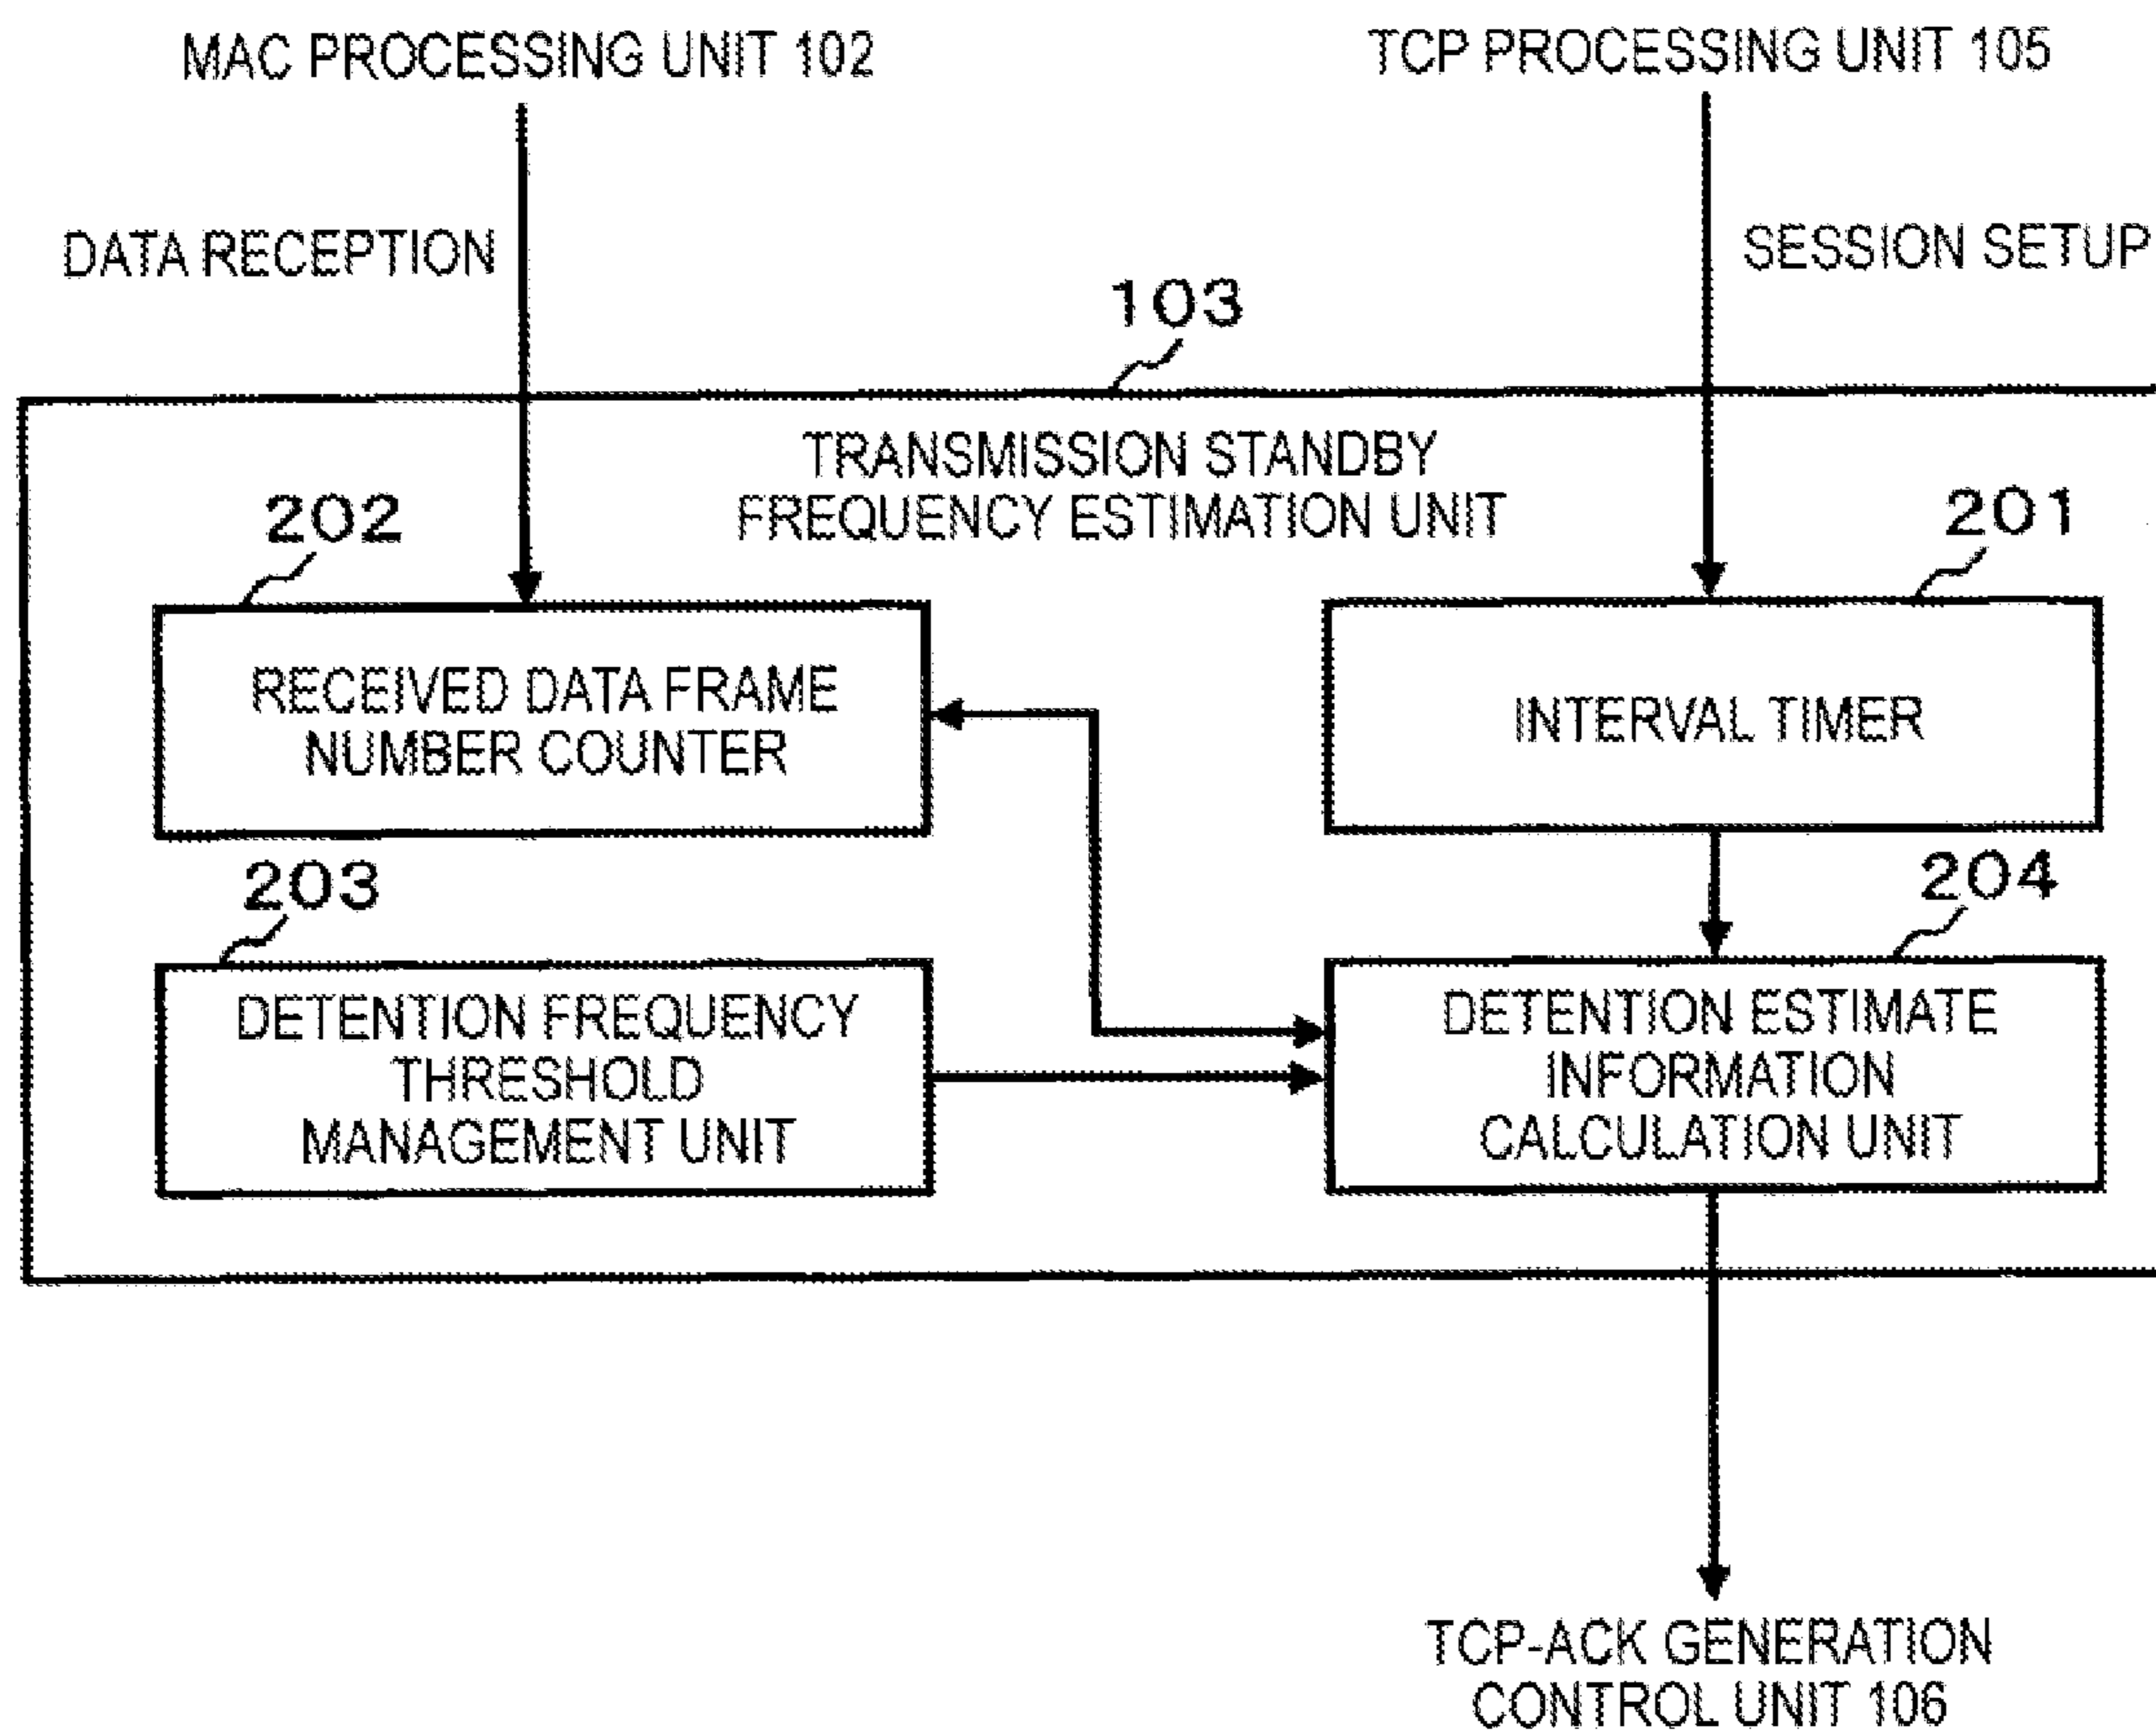 MAC PROCESSING UNIT 102
TCP PROCESSING UNIT 105
DATA RECEPTION
SESSION SETUP
103
TRANSMISSION STANDBY
FREQUENCY ESTIMATION UNIT
202
201
RECEIVED DATA FRAME
NUMBER COUNTER
INTERVAL TIMER
203
204
DETENTION FREQUENCY
THRESHOLD
MANAGEMENT UNIT
DETENTION ESTIMATE
INFORMATION
CALCULATION UNIT
TCP-ACK GENERATION
CONTROL UNIT 106